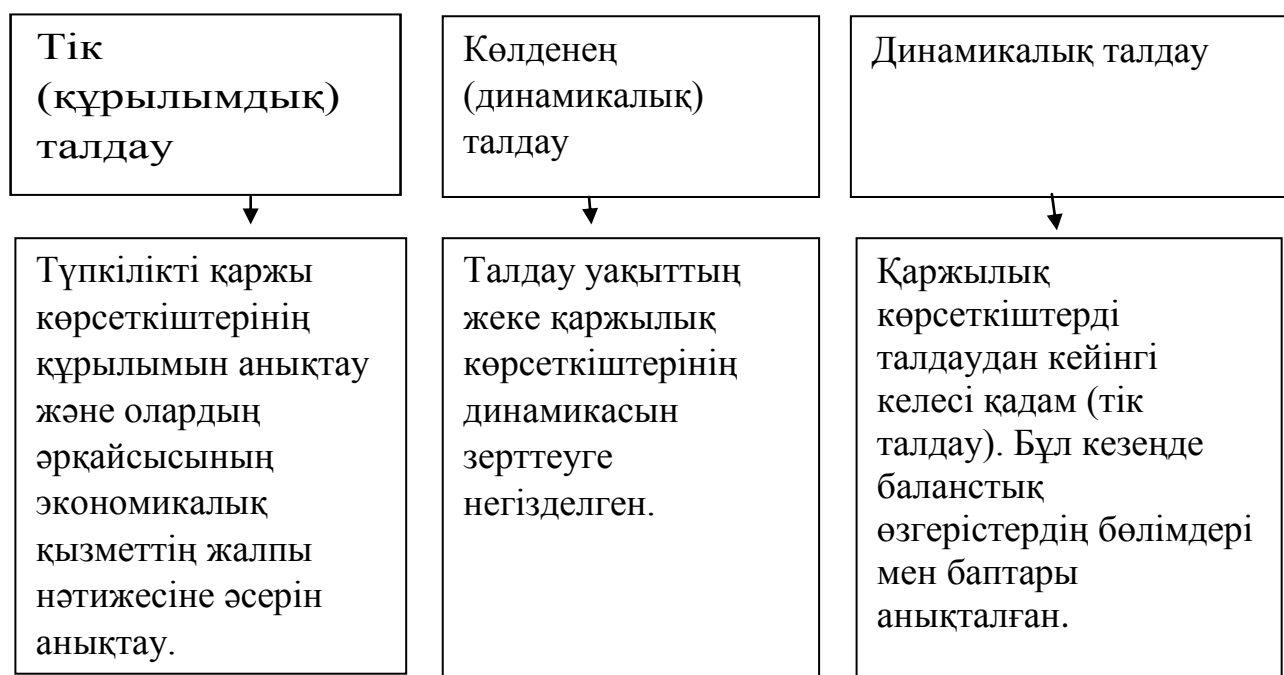 Тік
(құрылымдық)
талдау
Көлденең
(динамикалық)
талдау
Динамикалық талдау
Түпкілікті қаржы
көрсеткіштерінің
құрылымын анықтау
және олардың
әрқайсысының
экономикалық
қызметтің жалпы
нәтижесіне әсерін
анықтау.
Талдау уақыттың
жеке қаржылық
көрсеткіштерінің
динамикасын
зерттеуге
негізделген.
Қаржылық
көрсеткіштерді
талдаудан кейінгі
келесі қадам (тік
талдау). Бұл кезеңде
баланстық
өзгерістердің бөлімдері
мен баптары
анықталған.